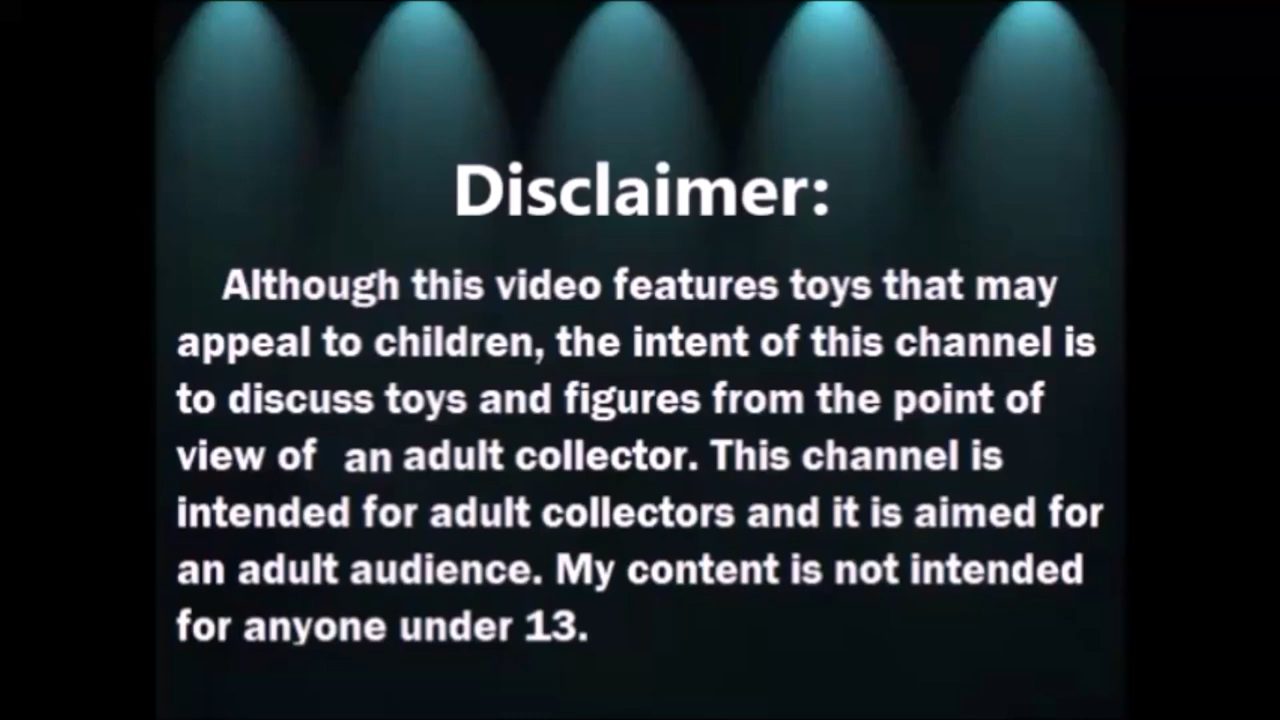 Disclaimer:
Although this video features toys that may
appeal to children, the intent of this channel is
to discuss toys and figures from the point of
view of an adult collector. This channel is
intended for adult collectors and it is aimed for
an adult audience. My content is not intended
for anyone under 13.